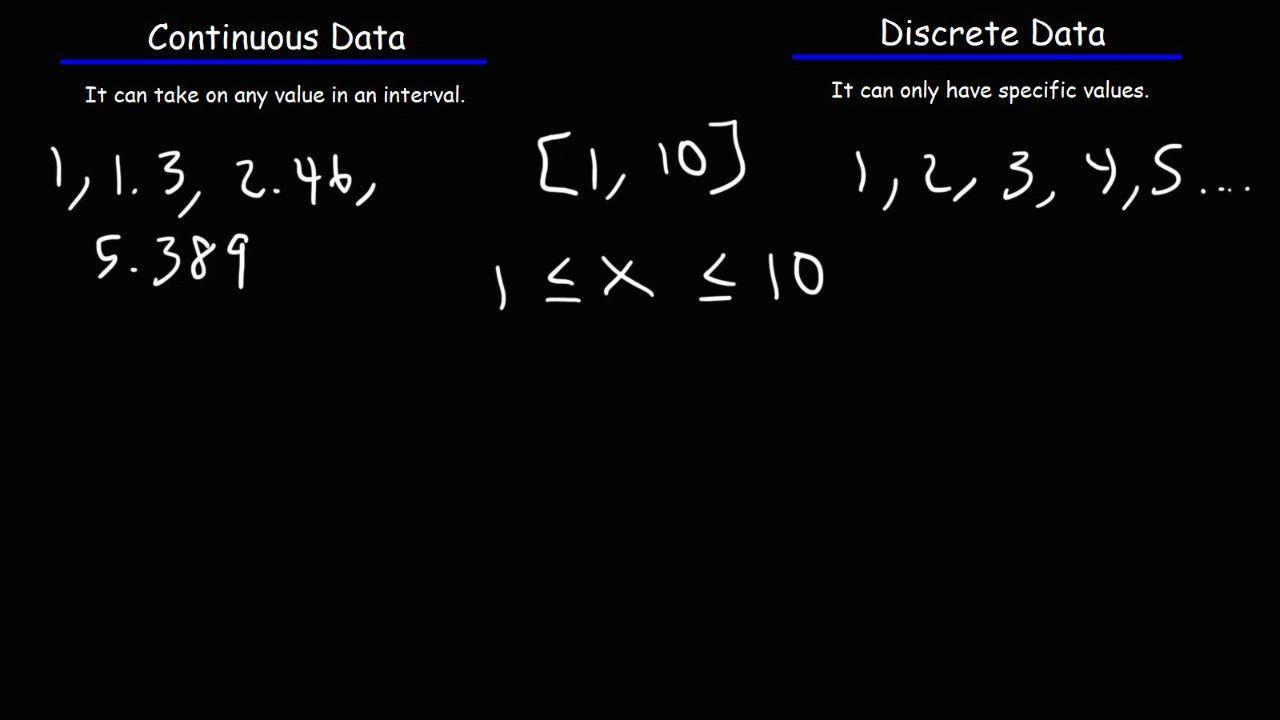 Continuous Data
It can take on any value in an interval.
1, 1.3, 2.46,
5.389
[1, 10]
1 ≤ x ≤ 10
Discrete Data
It can only have specific values.
1, 2, 3, 4, 5....